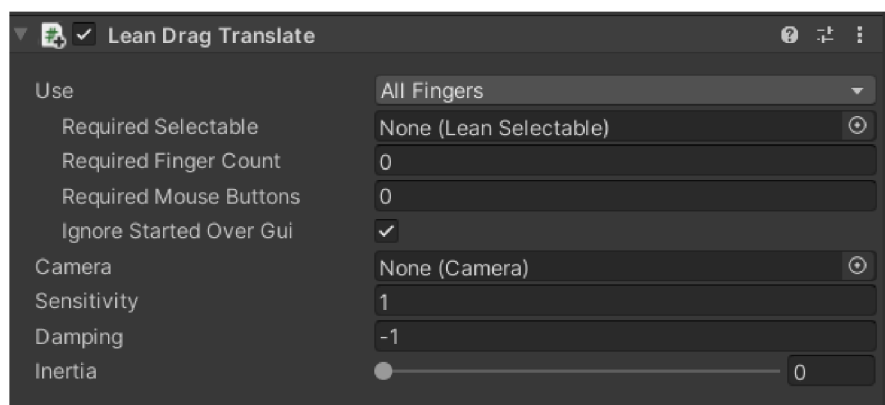 Lean Drag Translate
Use All Fingers
Required Selectable None (Lean Selectable)
Required Finger Count 0
Required Mouse Buttons 0
Ignore Started Over Gui
Camera None (Camera)
Sensitivity 1
Damping -1
Inertia 0